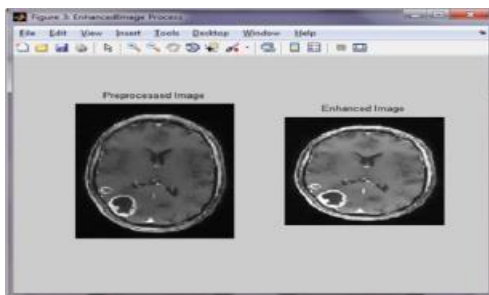 Figure 3: EnhancedImage Process
File Edit View Insert Tools Desktop Window Help
Preprocessed Image
Enhanced Image